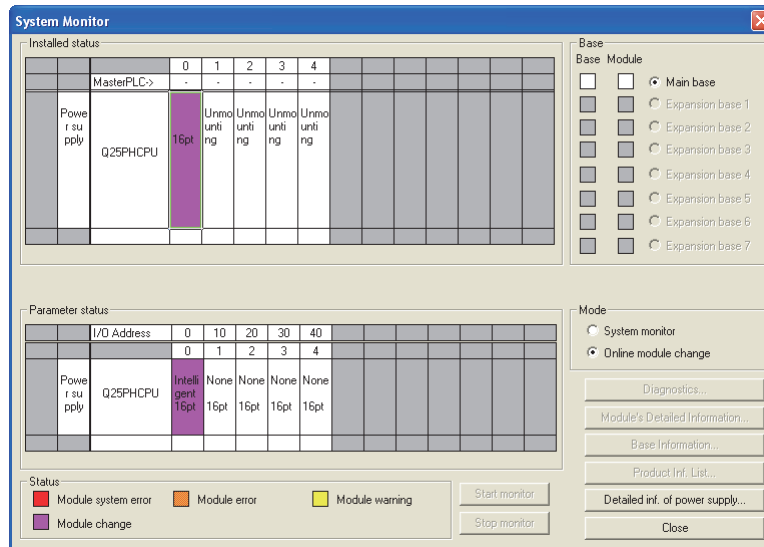 System Monitor
Installed status
0 1 2 3 4
MasterPLC-> - - - - -
Powe Unmo Unmo Unmo Unmo
r su unti unti unti unti
pply Q25PHCPU 16pt ng ng ng ng
Parameter status
I/O Address 0 10 20 30 40
0 1 2 3 4
Powe Intelli None None None None
r su Q25PHCPU gent
pply 16pt 16pt 16pt 16pt 16pt
Status
Module system error Module error Module warning
Module change
Start monitor
Stop monitor
Base
Base Module
Main base
Expansion base 1
Expansion base 2
Expansion base 3
Expansion base 4
Expansion base 5
Expansion base 6
Expansion base 7
Mode
System monitor
Online module change
Diagnostics...
Module's Detailed Information...
Base Information...
Product Inf. List...
Detailed inf. of power supply...
Close